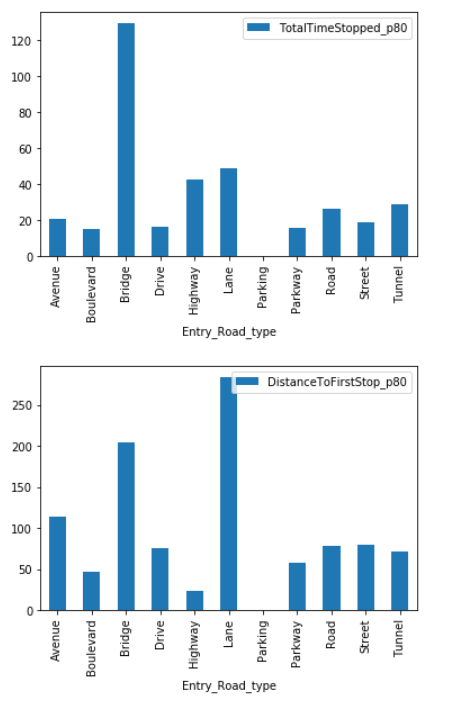 TotalTimeStopped_p80
120
100
80
60
40
20
0
Avenue
Boulevard
Bridge
Drive
Highway
Lane
Parking
Parkway
Road
Street
Tunnel
Entry_Road_type
DistanceToFirstStop_p80
250
200
150
100
50
0
Avenue
Boulevard
Bridge
Drive
Highway
Lane
Parking
Parkway
Road
Street
Tunnel
Entry_Road_type